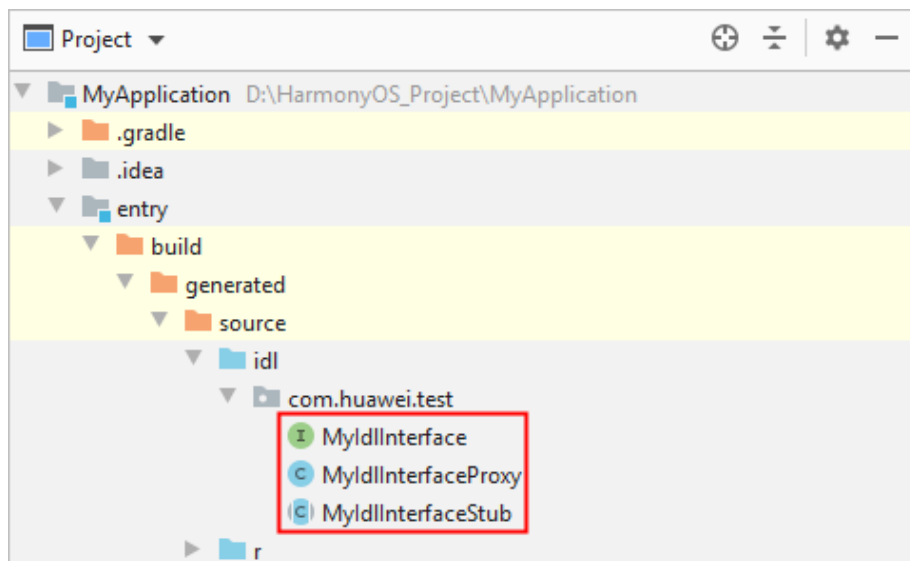 Project
MyApplication D:\HarmonyOS_Project\MyApplication
.gradle
.idea
entry
build
generated
source
idl
com.huawei.test
I MyIdlInterface
C MyIdlInterfaceProxy
C MyIdlInterfaceStub
r